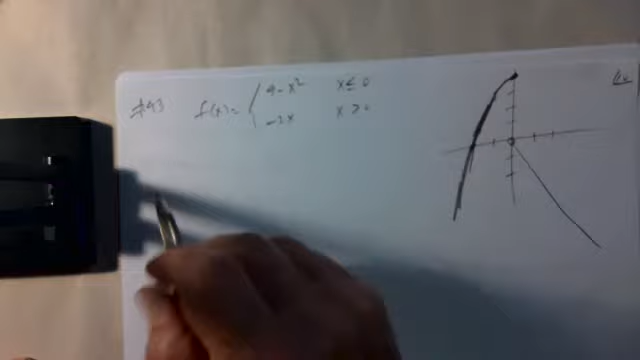 #43 f(x) = { 4 - x² x ≤ 0
-2x x > 0